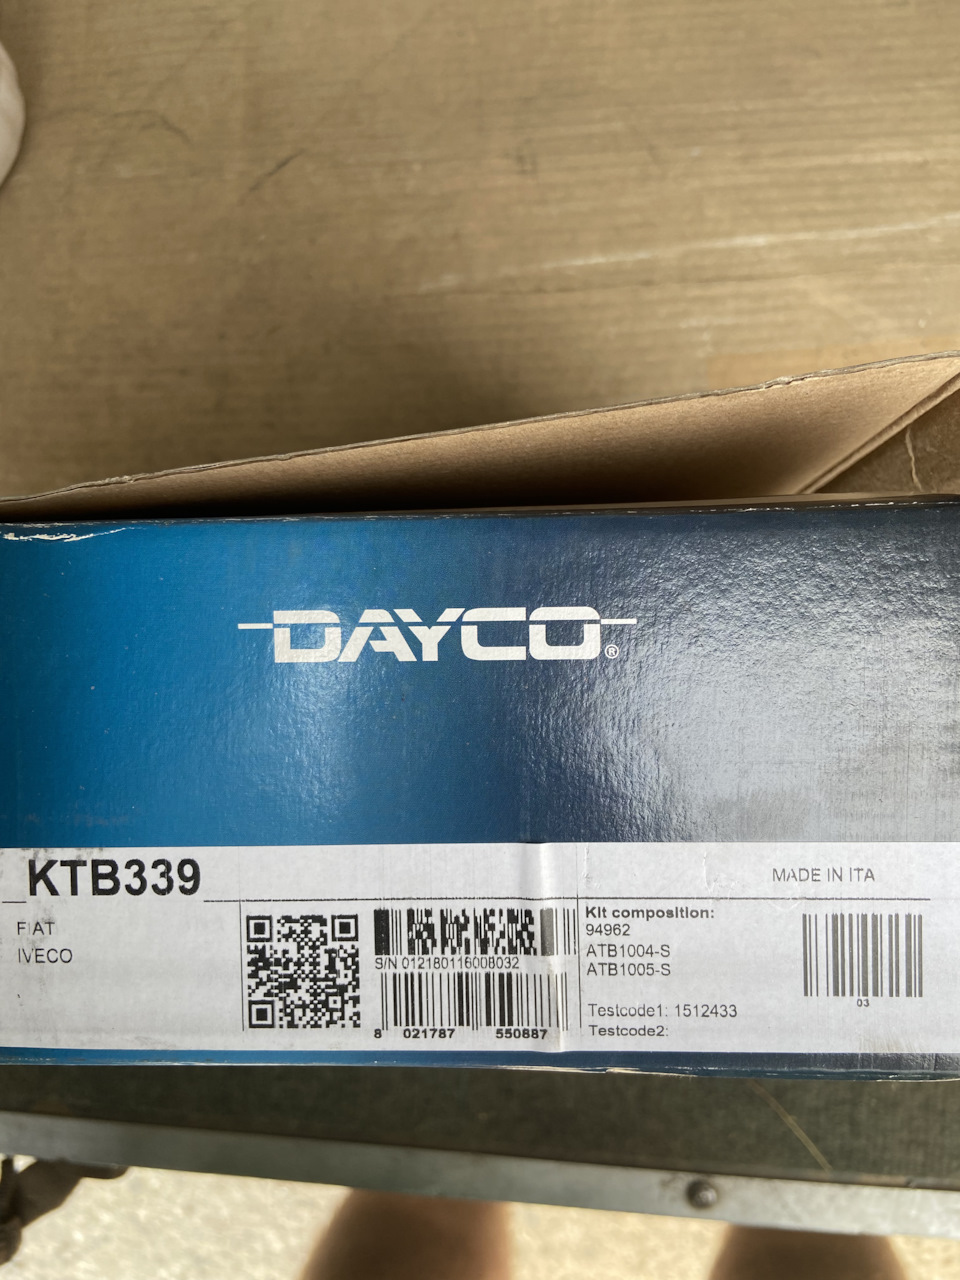 DAYCO®
KTB339
MADE IN ITA
FIAT
IVECO
S/N 012180116008032
8 021787 550887
Kit composition:
94962
ATB1004-S
ATB1005-S
Testcode1: 1512433
Testcode2:
03